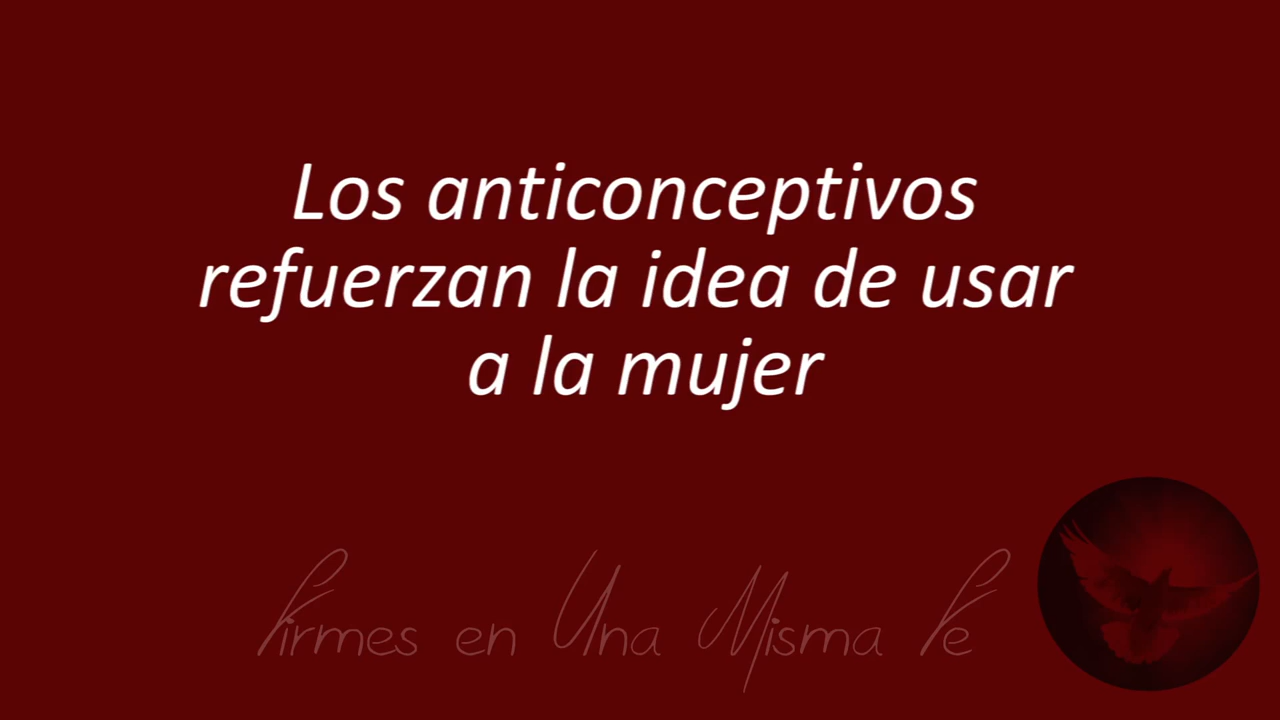 Los anticonceptivos
refuerzan la idea de usar
a la mujer
Firmes en Una Misma Fe